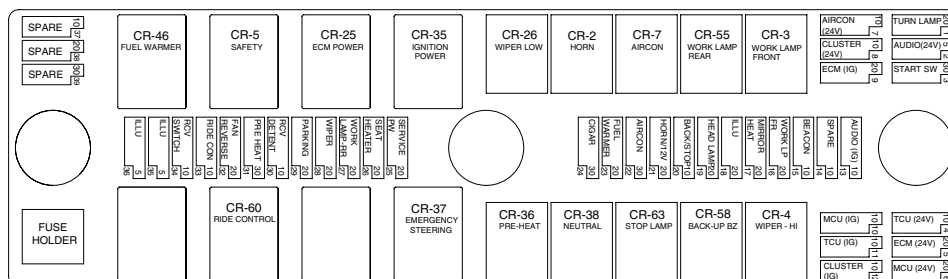 SPARE 10 37
SPARE 20 38
SPARE 30 39
CR-46
FUEL WARMER
CR-5
SAFETY
CR-25
ECM POWER
CR-35
IGNITION
POWER
CR-26
WIPER LOW
CR-2
HORN
CR-7
AIRCON
CR-55
WORK LAMP
REAR
CR-3
WORK LAMP
FRONT
AIRCON
(24V) 10 7
CLUSTER
(24V) 10 8
ECM (IG) 20 9
TURN LAMP
AUDIO(24V)
START SW
ILLU 5 36
ILLU 5 35
RCV
SWITCH 10 34
RIDE CON 10 33
FAN
REVERSE 10 32
PRE HEAT 30 31
RCV
DETENT 10 30
PARKING 20 29
WIPER 20 28
WORK
LAMP-RR 20 27
SEAT
HEATER 20 26
SERVICE
PW 20 25
CIGAR 30 24
FUEL
WARMER 20 23
AIRCON 30 22
HORN/12V 20 21
BACK/STOP 10 20
HEAD LAMP 20 19
ILLU 20 18
MIRROR
HEAT 20 17
WORK LP
FR 20 16
BEACON 10 15
SPARE 10 14
AUDIO (IG) 10 13
FUSE
HOLDER
CR-60
RIDE CONTROL
CR-37
EMERGENCY
STEERING
CR-36
PRE-HEAT
CR-38
NEUTRAL
CR-63
STOP LAMP
CR-58
BACK-UP BZ
CR-4
WIPER - HI
MCU (IG) 10 10
TCU (IG) 10 11
CLUSTER
(IG) 10 12
TCU (24V)
ECM (24V)
MCU (24V)